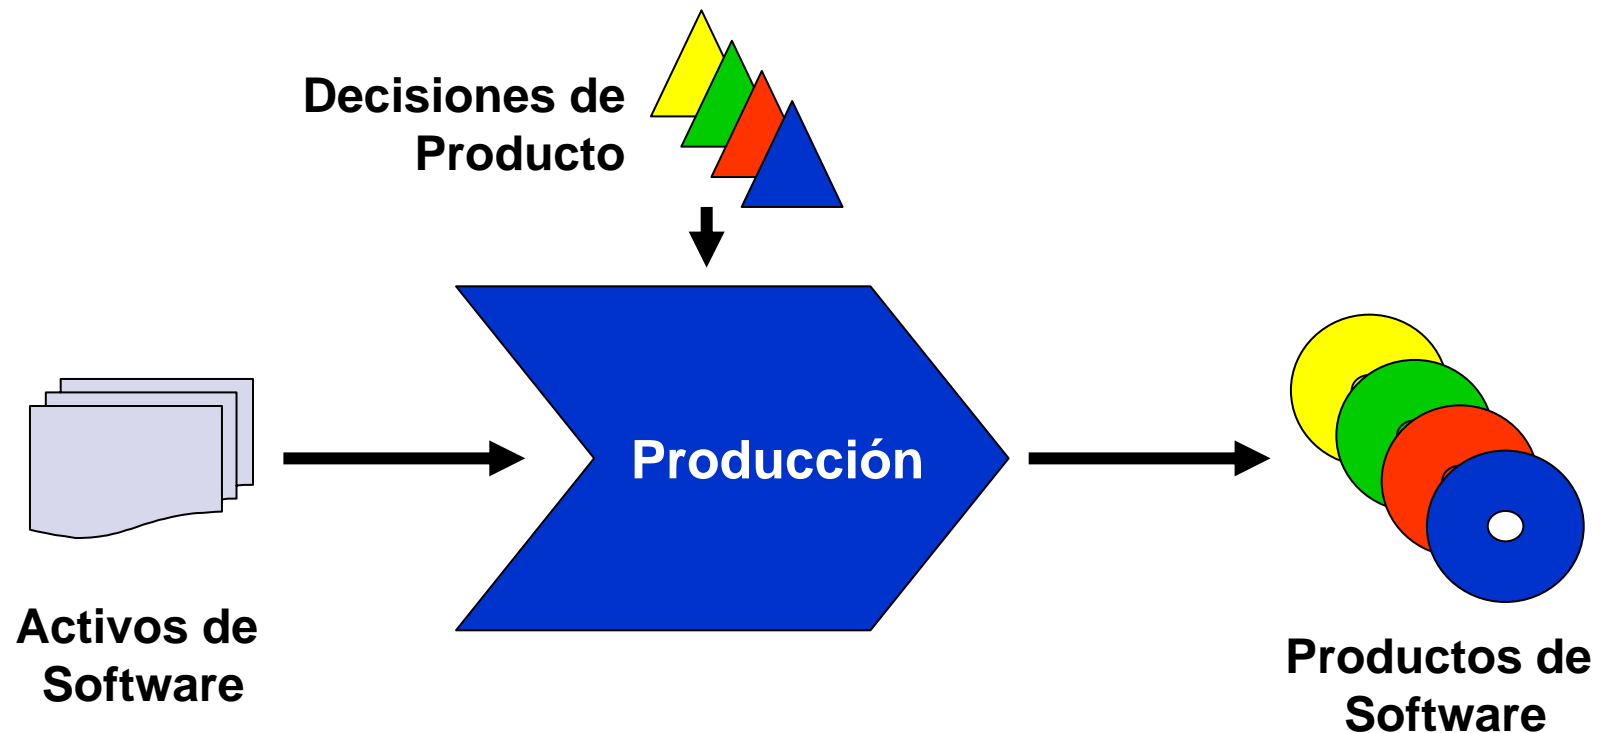 Decisiones de
Producto
Producción
Activos de
Software
Productos de
Software